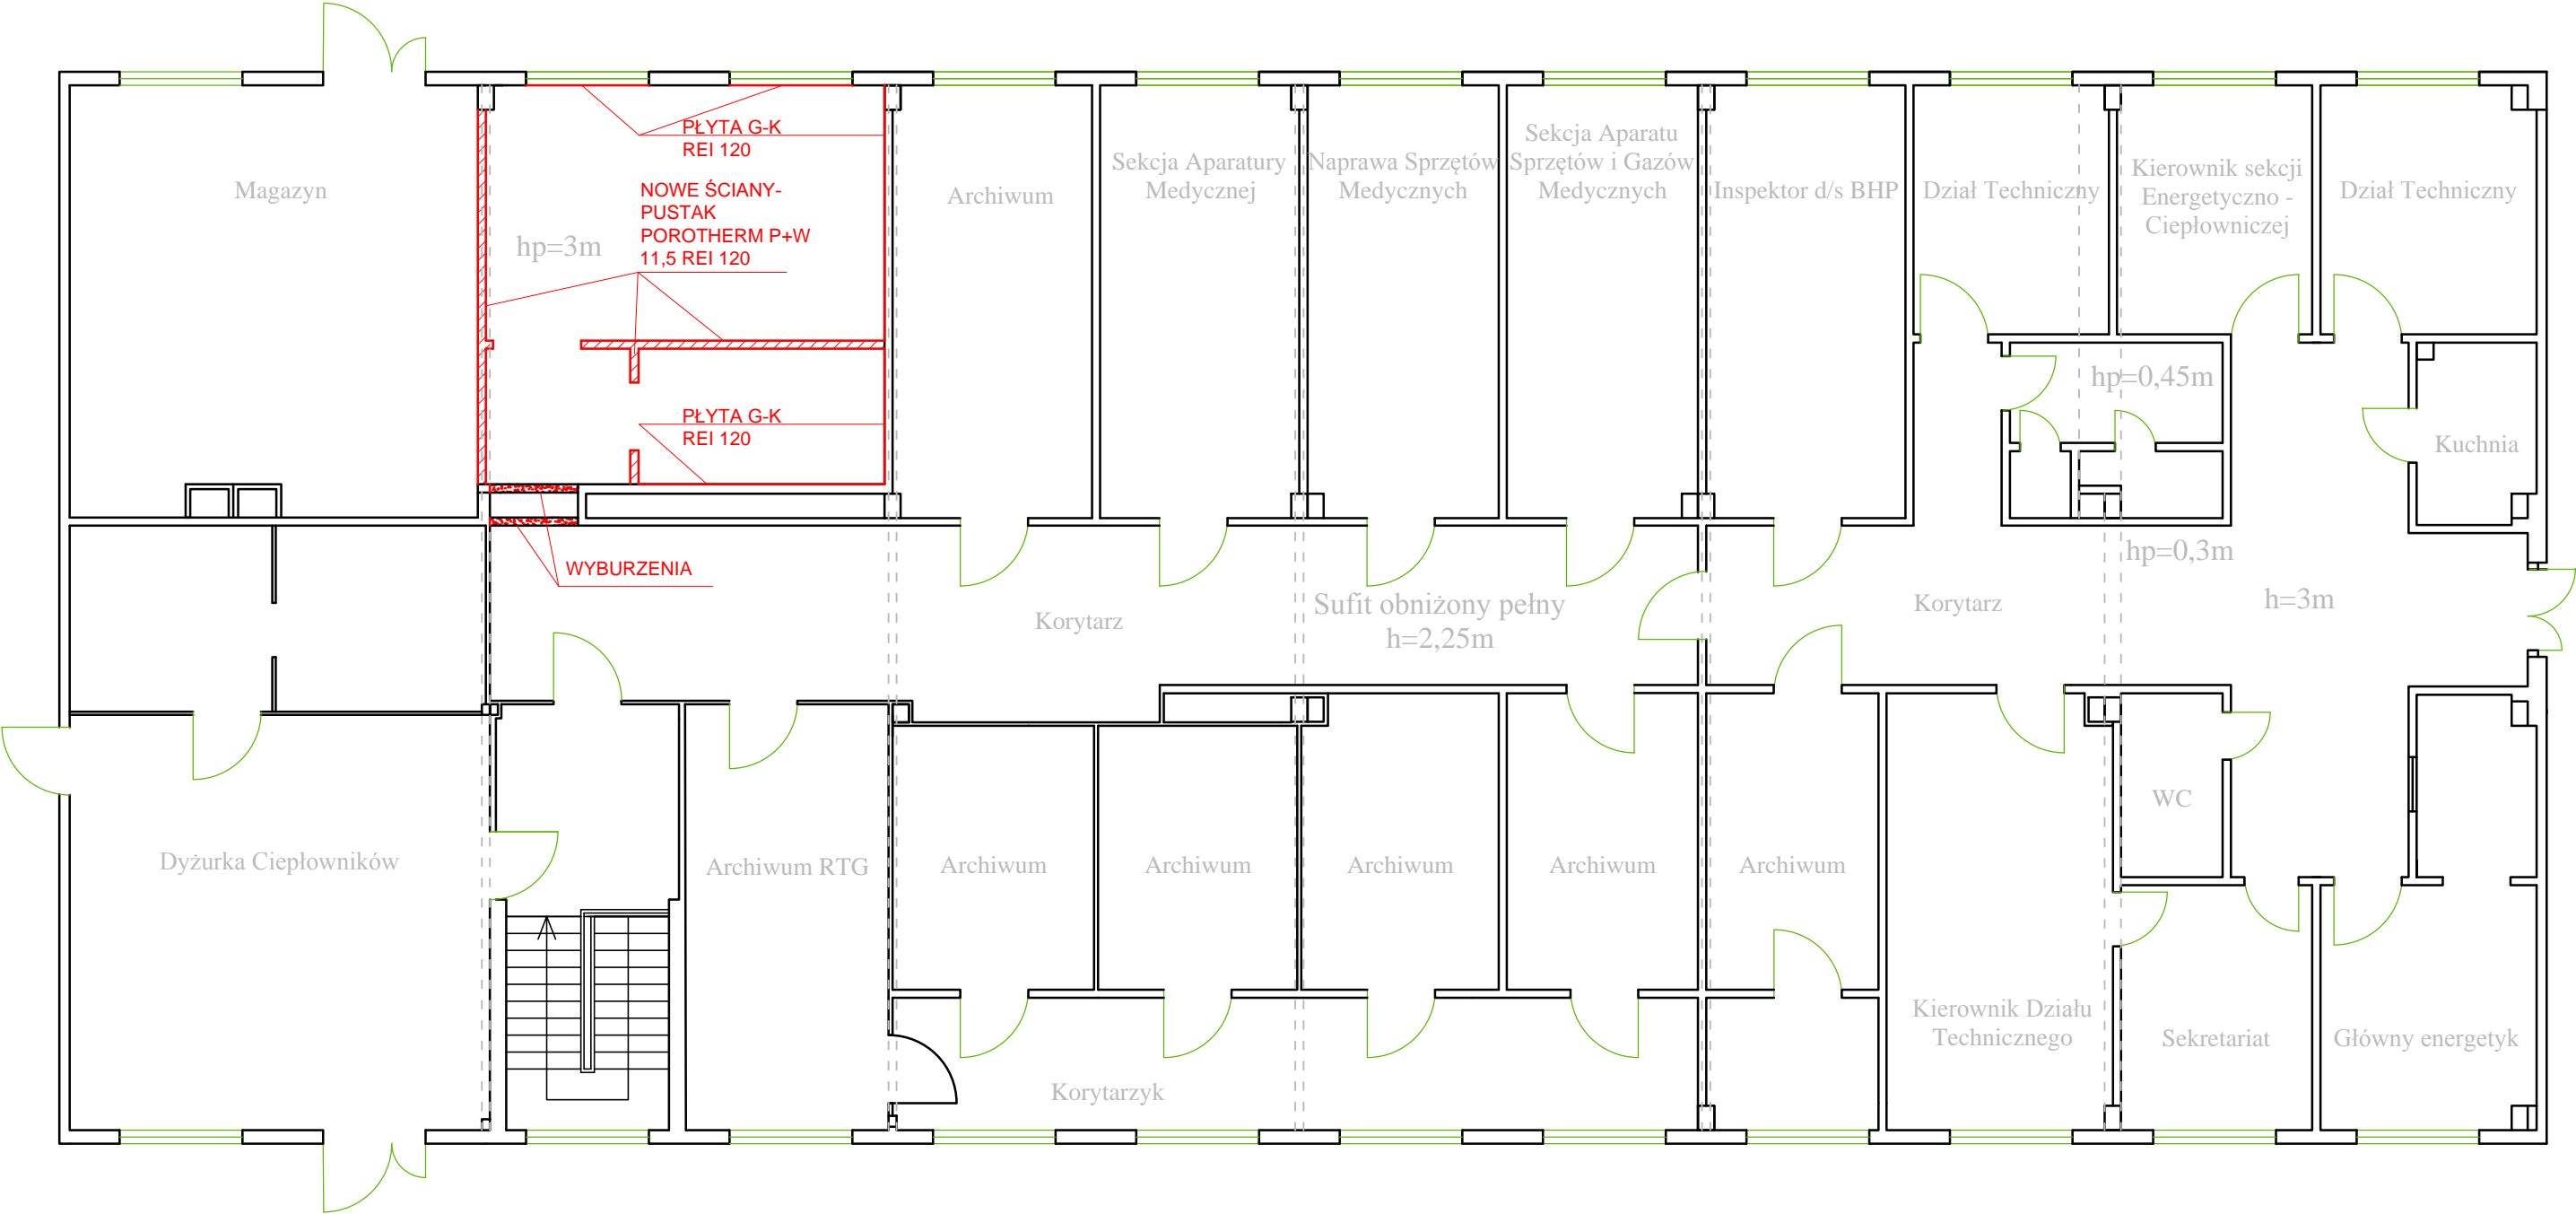 PŁYTA G-K
REI 120
Magazyn
hp=3m
NOWE ŚCIANY-
PUSTAK
POROTHERM P+W
11,5 REI 120
PŁYTA G-K
REI 120
WYBURZENIA
Archiwum
Sekcja Aparatury
Medycznej
Naprawa Sprzętów
Medycznych
Sekcja Aparatu
Sprzętów i Gazów
Medycznych
Inspektor d/s BHP
Dział Techniczny
Kierownik sekcji
Energetyczno -
Ciepłowniczej
Dział Techniczny
hp=0,45m
Kuchnia
hp=0,3m
Korytarz
Sufit obniżony pełny
h=2,25m
Korytarz
h=3m
Dyżurka Ciepłowników
Archiwum RTG
Archiwum
Archiwum
Archiwum
Archiwum
Archiwum
WC
Korytarzyk
Kierownik Działu
Technicznego
Sekretariat
Główny energetyk